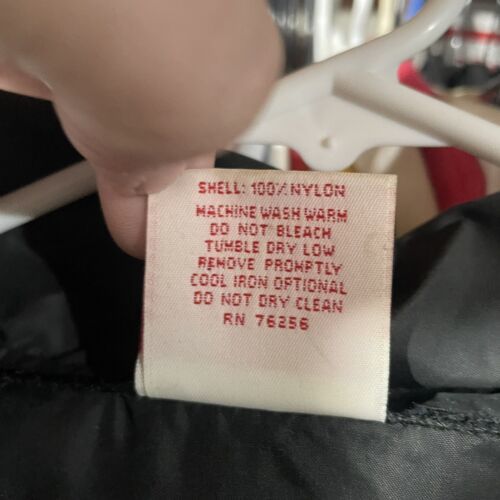 SHELL: 100% NYLON
MACHINE WASH WARM
DO NOT BLEACH
TUMBLE DRY LOW
REMOVE PROMPTLY
COOL IRON OPTIONAL
DO NOT DRY CLEAN
RN 76256